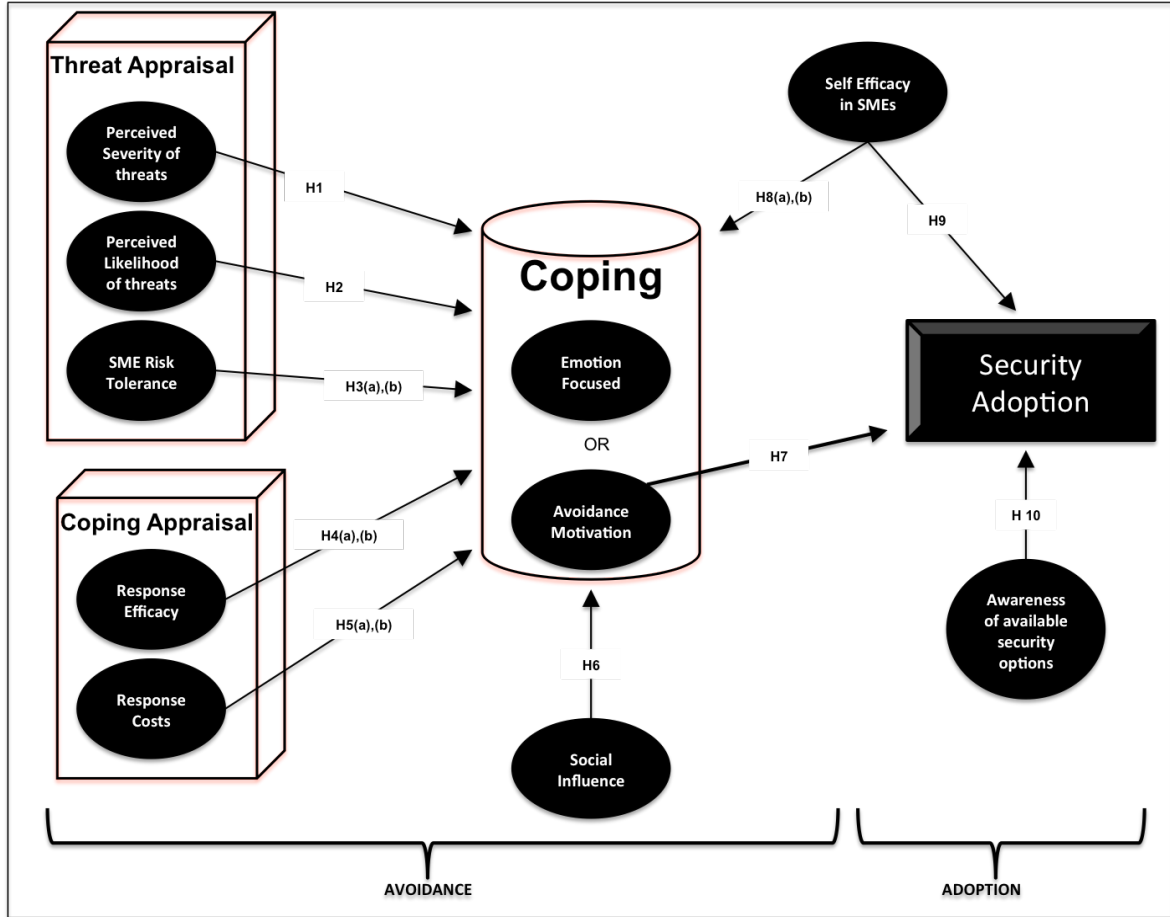 Threat Appraisal
Perceived
Severity of
threats
H1
Perceived
Likelihood
of threats
H2
SME Risk
Tolerance
H3(a),(b)
Coping Appraisal
Response
Efficacy
H4(a),(b)
Response
Costs
H5(a),(b)
Coping
Emotion
Focused
OR
Avoidance
Motivation
H6
Social
Influence
H7
Self Efficacy
in SMEs
H8(a),(b)
H9
Security
Adoption
H 10
Awareness
of available
security
options
AVOIDANCE
ADOPTION